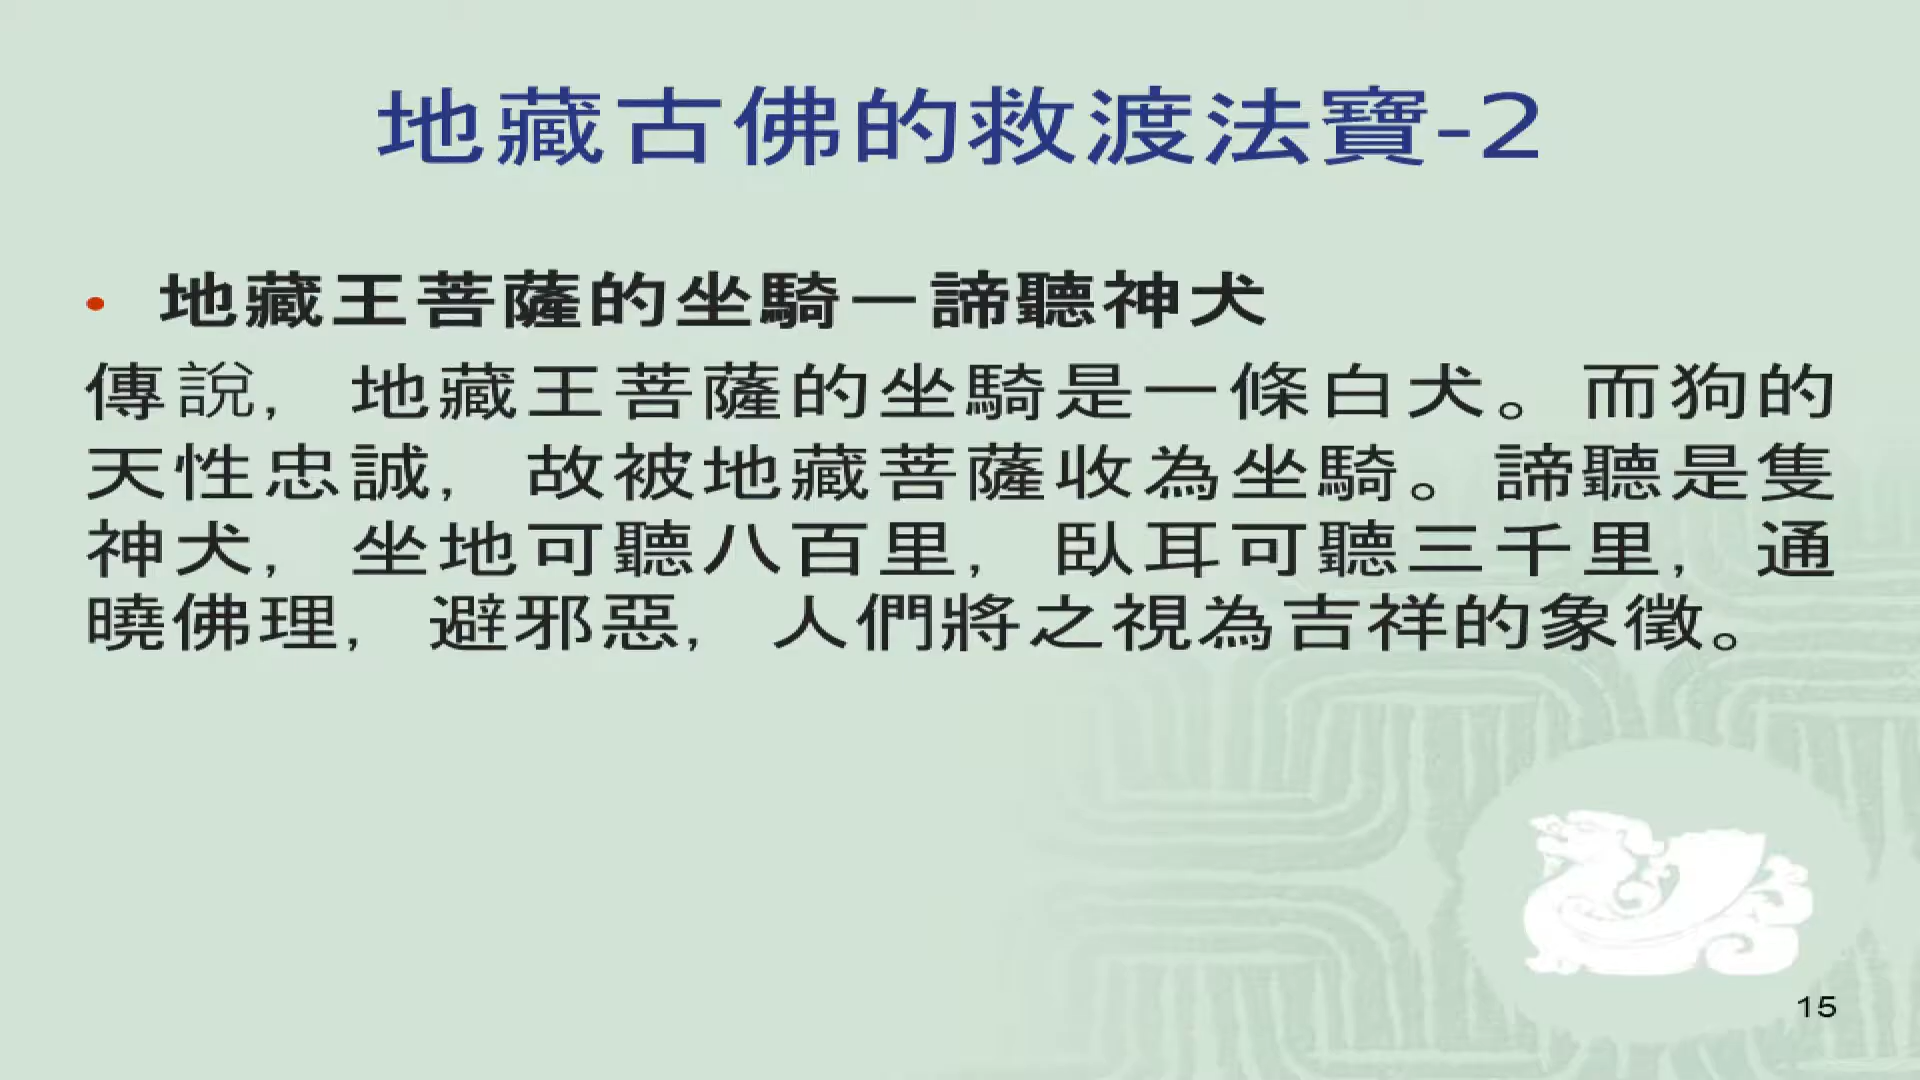 地藏古佛的救渡法寶-2
• 地藏王菩薩的坐騎－諦聽神犬
傳說，地藏王菩薩的坐騎是一條白犬。而狗的
天性忠誠，故被地藏菩薩收為坐騎。諦聽是隻
神犬，坐地可聽八百里，臥耳可聽三千里，通
曉佛理，避邪惡，人們將之視為吉祥的象徵。
15